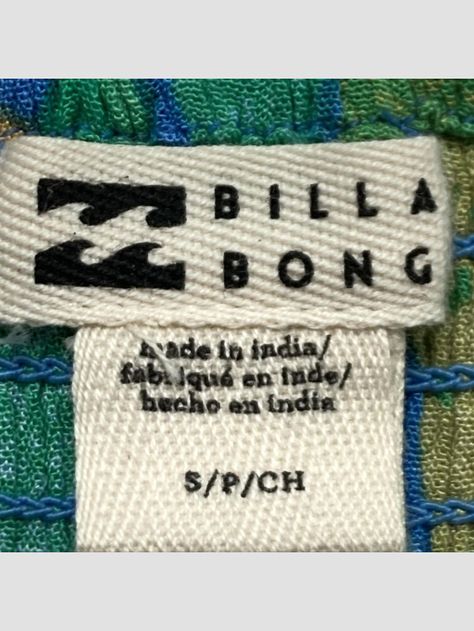 BILLA
BONG
made in india/
fabriqué en inde/
hecho en india
S/P/CH